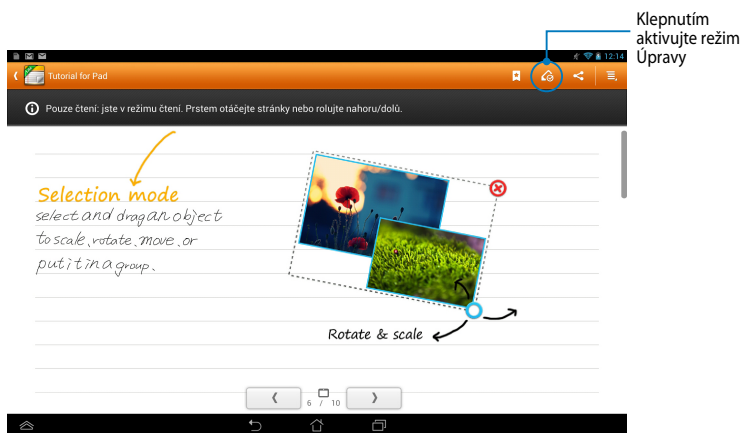 Klepnutím
aktivujte režim
Úpravy
12:14
Tutorial for Pad
Pouze čtení: jste v režimu čtení. Prstem otáčejte stránky nebo rolujte nahoru/dolů.
Selection mode
select and drag an object
to scale, rotate, move, or
put it in a group.
Rotate & scale
6 / 10